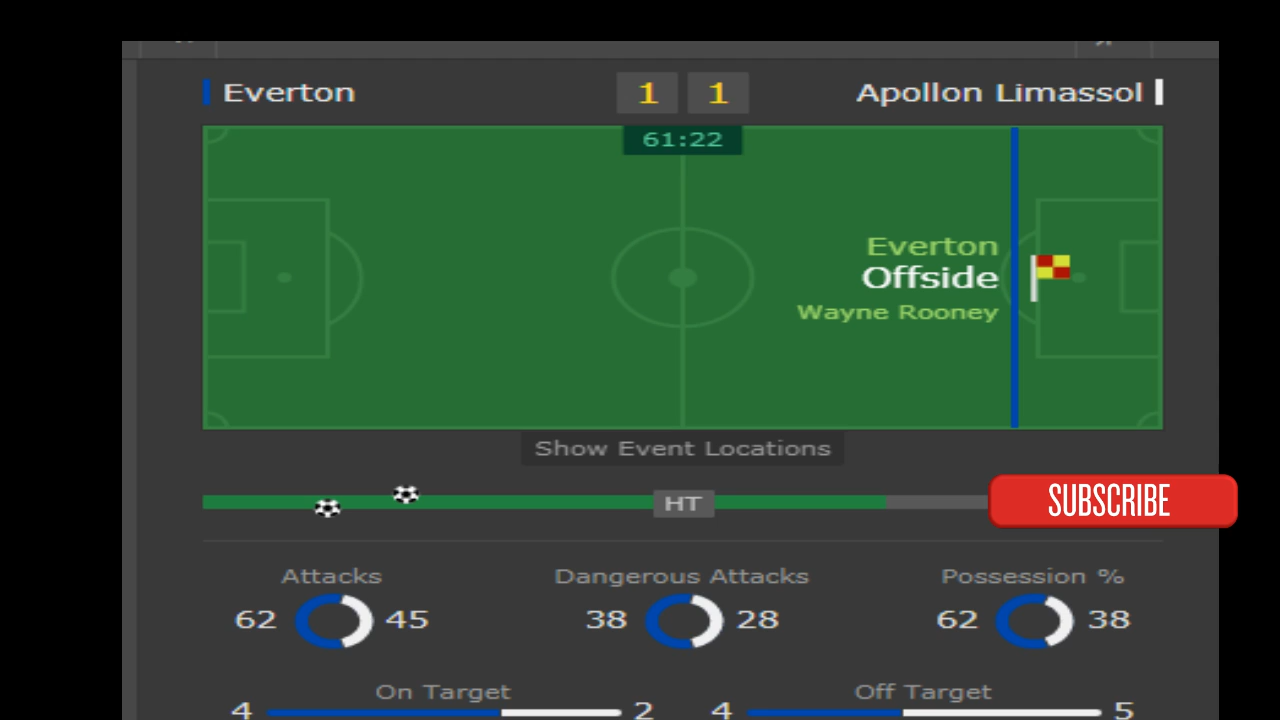 Everton 1 1 Apollon Limassol
61:22
Everton
Offside
Wayne Rooney
Show Event Locations
HT
SUBSCRIBE
Attacks Dangerous Attacks Possession %
62 45 38 28 62 38
On Target Off Target
4 2 4 5